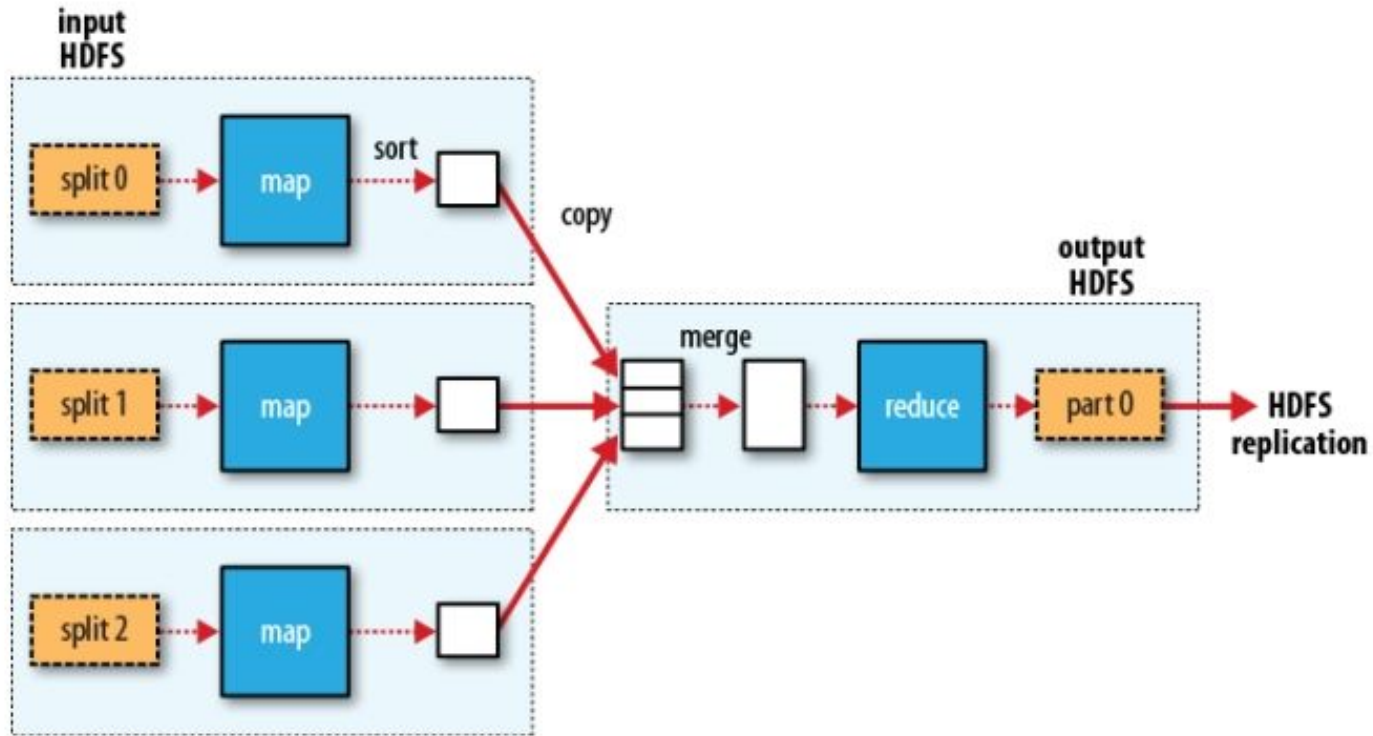 input
HDFS
split 0
map
sort
copy
split 1
map
split 2
map
merge
reduce
output
HDFS
part 0
HDFS
replication